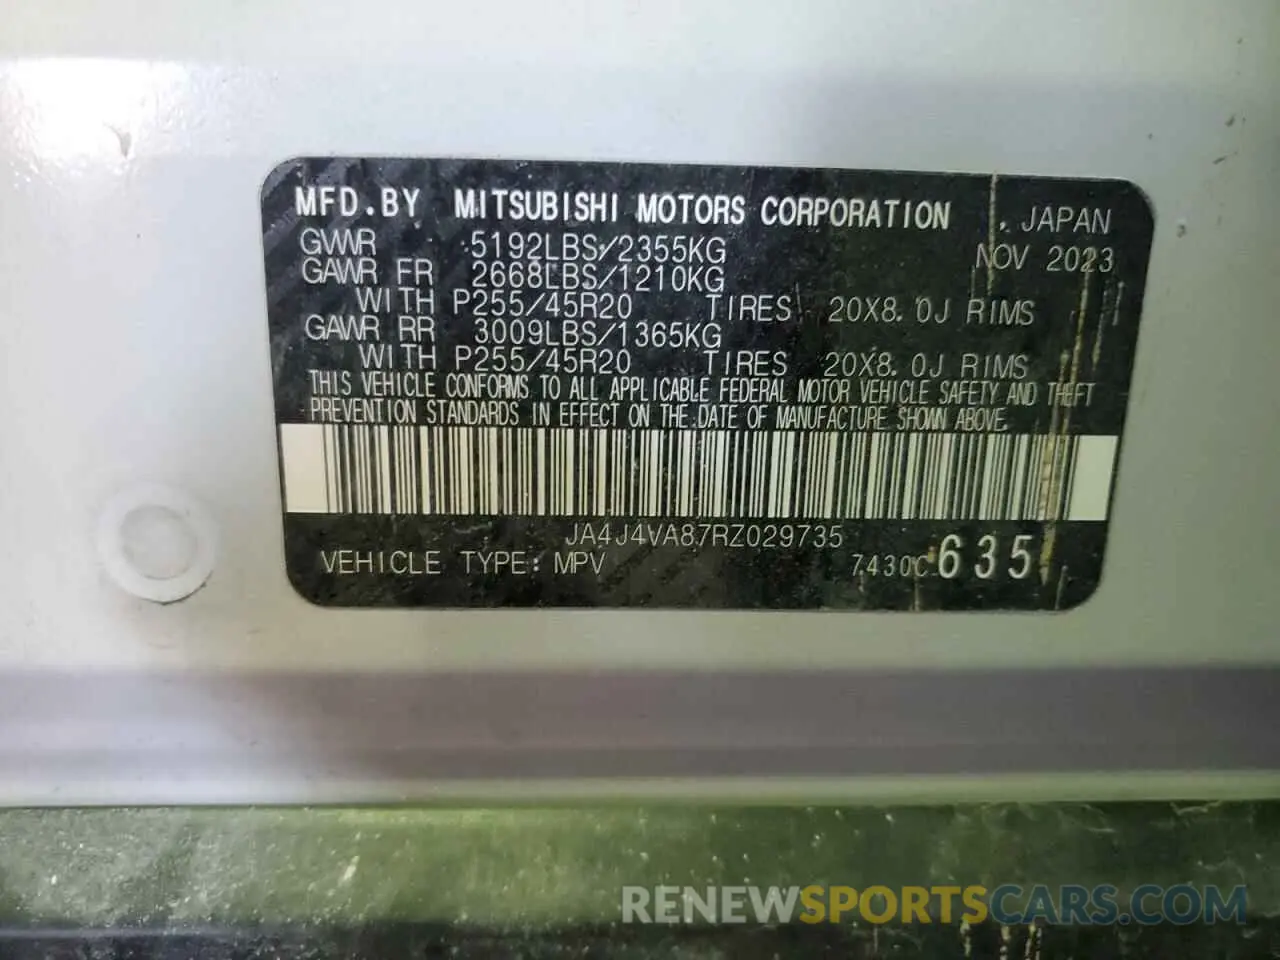 MFD.BY MITSUBISHI MOTORS CORPORATION JAPAN
GVWR 5192LBS/2355KG NOV 2023
GAWR FR 2668LBS/1210KG
WITH P255/45R20 TIRES 20X8.0J RIMS
GAWR RR 3009LBS/1365KG
WITH P255/45R20 TIRES 20X8.0J RIMS
THIS VEHICLE CONFORMS TO ALL APPLICABLE FEDERAL MOTOR VEHICLE SAFETY AND THEFT
PREVENTION STANDARDS IN EFFECT ON THE DATE OF MANUFACTURE SHOWN ABOVE.
JA4J4VA87RZ029735
VEHICLE TYPE: MPV 7430C 635
RENEWSPORTSCARS.COM